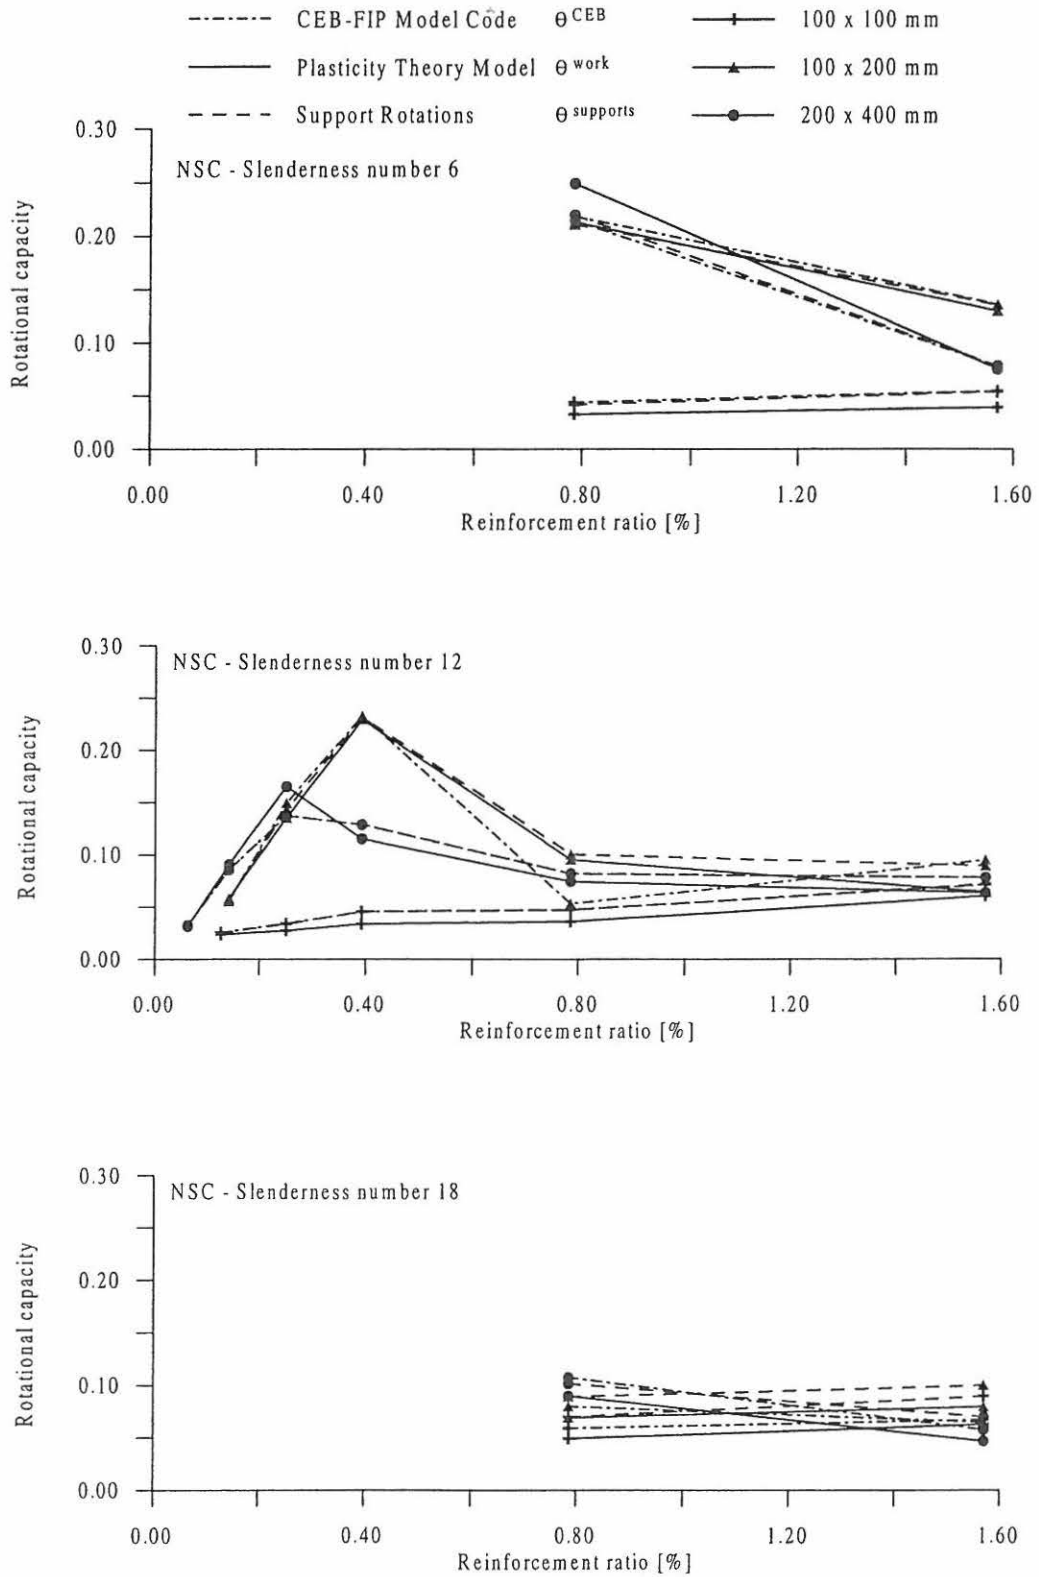 CEB-FIP Model Code θ^CEB 100 x 100 mm
Plasticity Theory Model θ^work 100 x 200 mm
Support Rotations θ^supports 200 x 400 mm
0.30
NSC - Slenderness number 6
0.20
Rotational capacity
0.10
0.00
0.00 0.40 0.80 1.20 1.60
Reinforcement ratio [%]
0.30
NSC - Slenderness number 12
0.20
Rotational capacity
0.10
0.00
0.00 0.40 0.80 1.20 1.60
Reinforcement ratio [%]
0.30
NSC - Slenderness number 18
0.20
Rotational capacity
0.10
0.00
0.00 0.40 0.80 1.20 1.60
Reinforcement ratio [%]